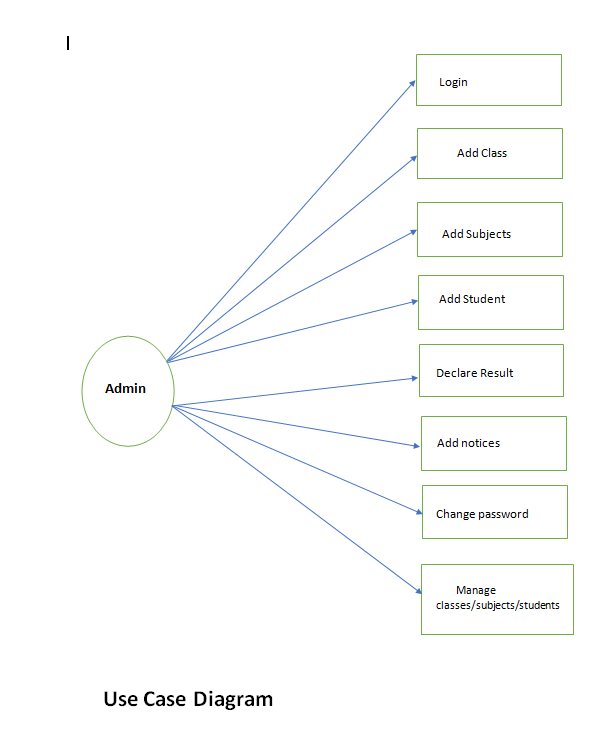 Login
Add Class
Add Subjects
Add Student
Admin
Declare Result
Add notices
Change password
Manage
classes/subjects/students
Use Case Diagram